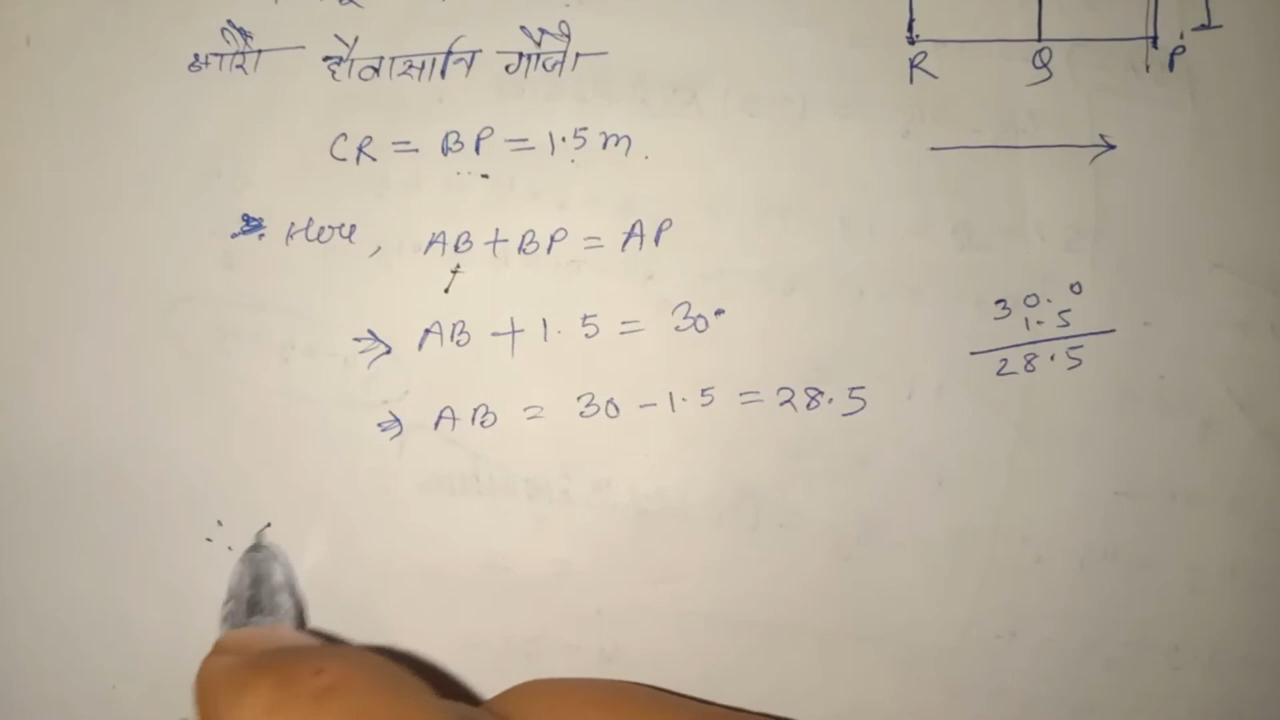 हौवासानि गोजौ
R Q P
CR = BP = 1.5 m.
Here, AB + BP = AP
⇒ AB + 1.5 = 30
⇒ AB = 30 - 1.5 = 28.5
30.0
1.5
28.5